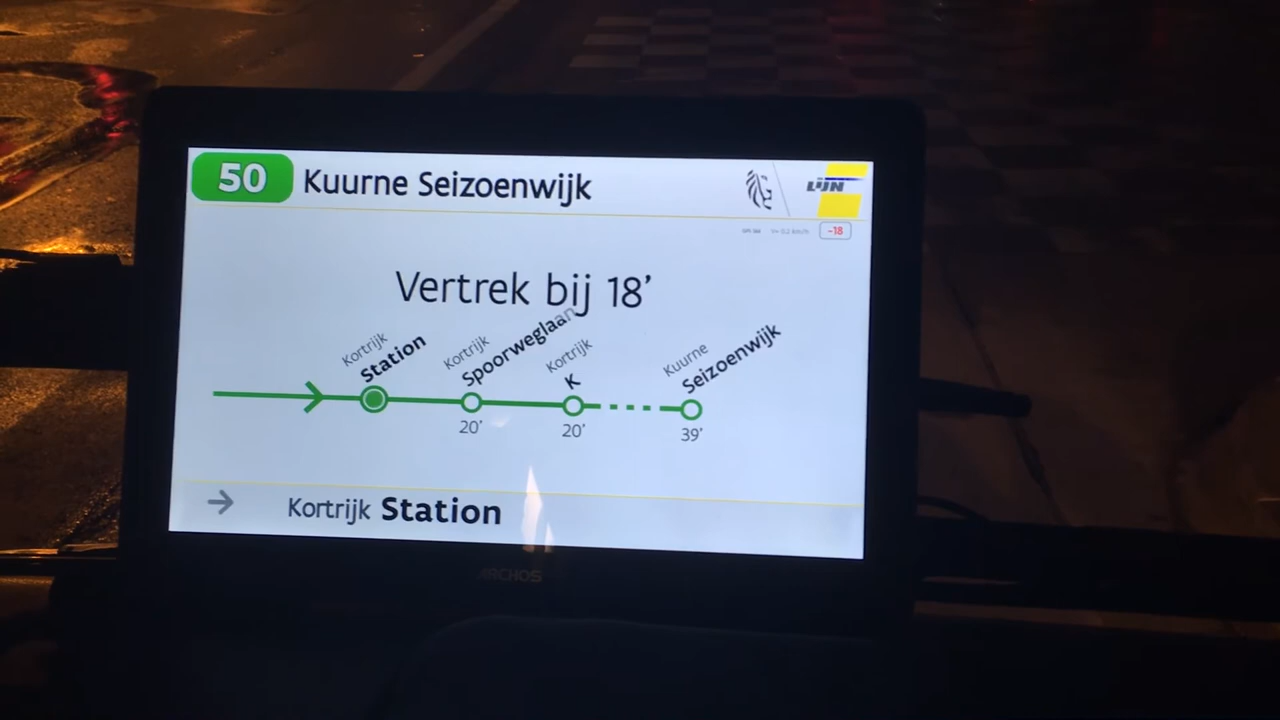 50 Kuurne Seizoenwijk
LIJN
-18
Vertrek bij 18'
Kortrijk Station
Kortrijk Spoorweglaan
Kortrijk K
Kuurne Seizoenwijk
20'
20'
39'
→ Kortrijk Station
ARCHOS